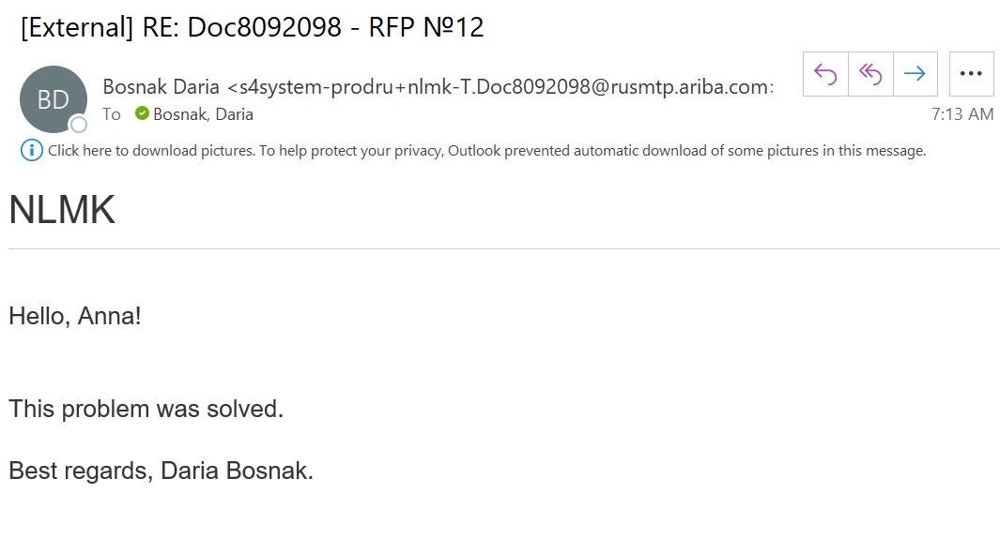 [External] RE: Doc8092098 - RFP №12
BD
Bosnak Daria <s4system-prodru+nlmk-T.Doc8092098@rusmtp.ariba.com>
To Bosnak, Daria
7:13 AM
Click here to download pictures. To help protect your privacy, Outlook prevented automatic download of some pictures in this message.
NLMK
Hello, Anna!
This problem was solved.
Best regards, Daria Bosnak.